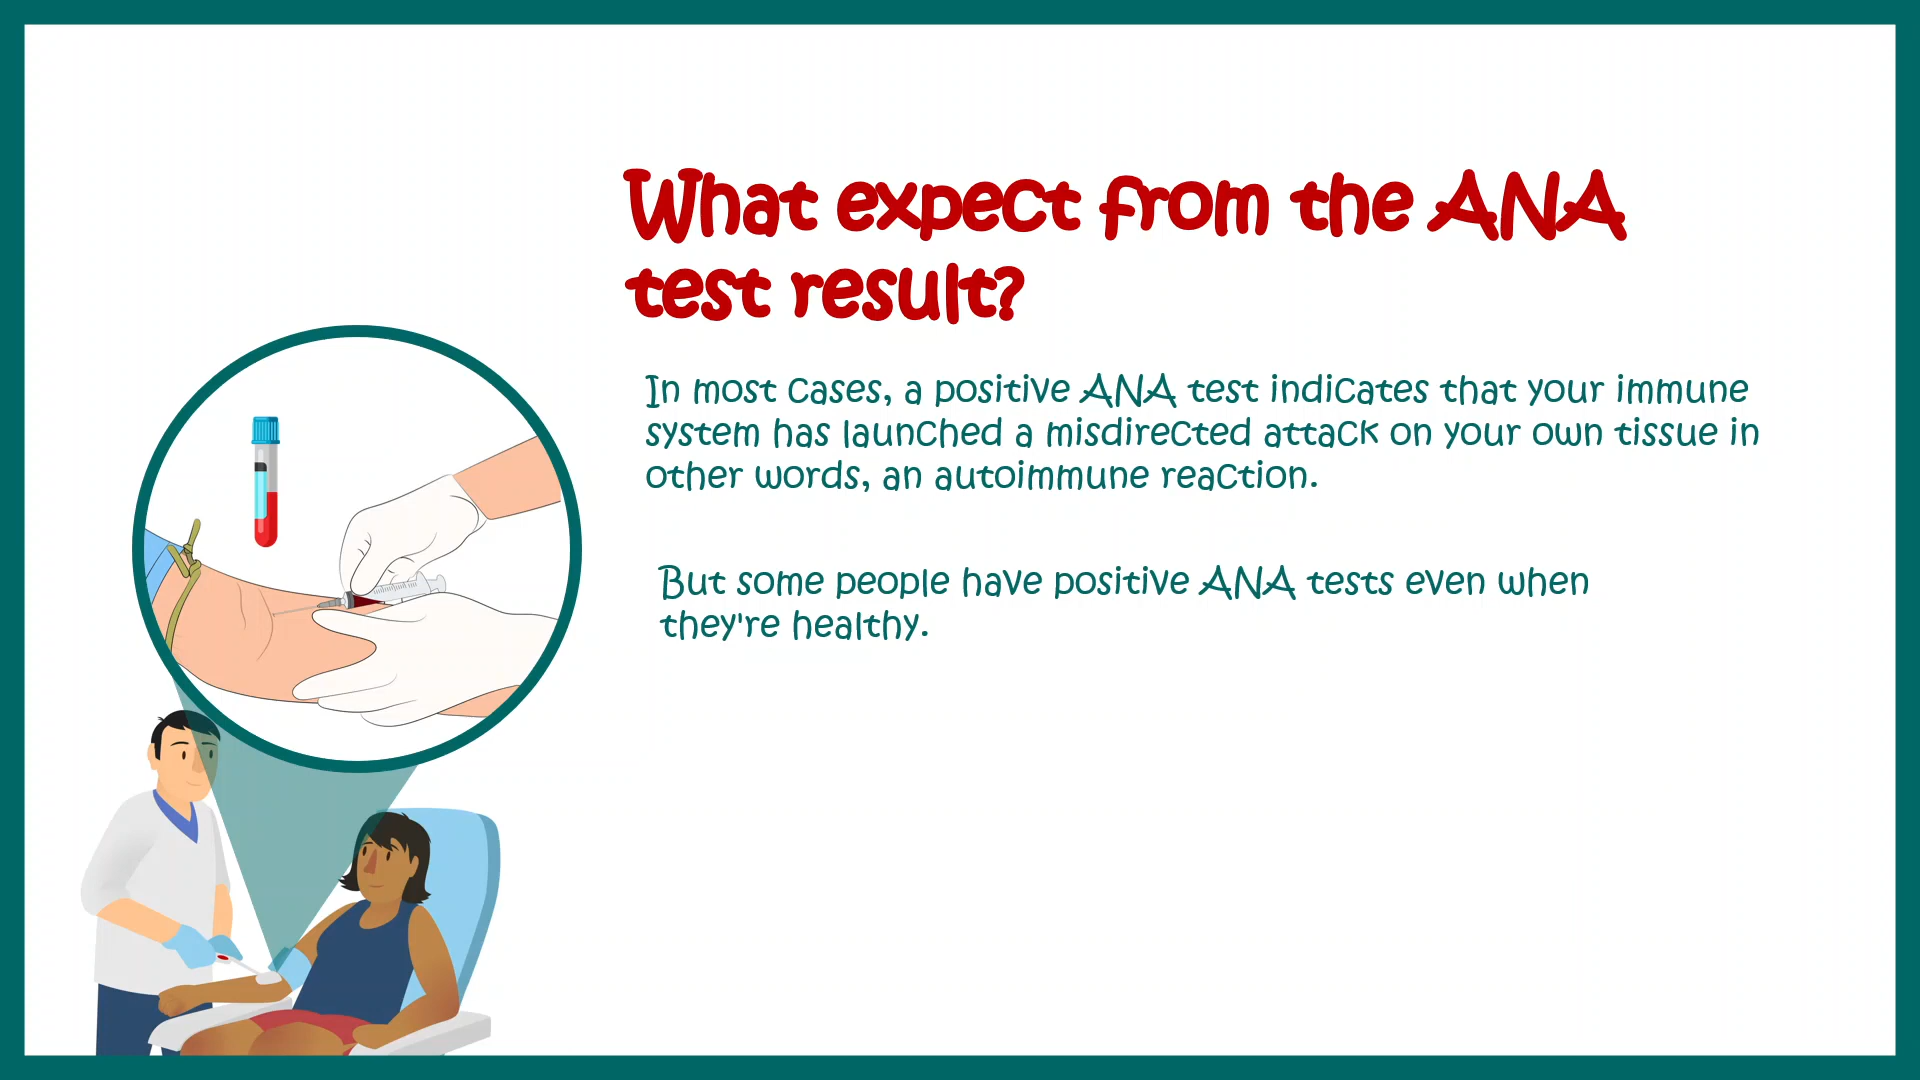 What expect from the ANA
test result?
In most cases, a positive ANA test indicates that your immune
system has launched a misdirected attack on your own tissue in
other words, an autoimmune reaction.
But some people have positive ANA tests even when
they're healthy.